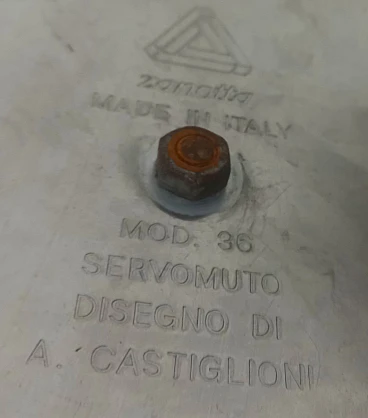 zanotta
MADE IN ITALY
MOD. 36
SERVOMUTO
DISEGNO DI
A. CASTIGLIONI